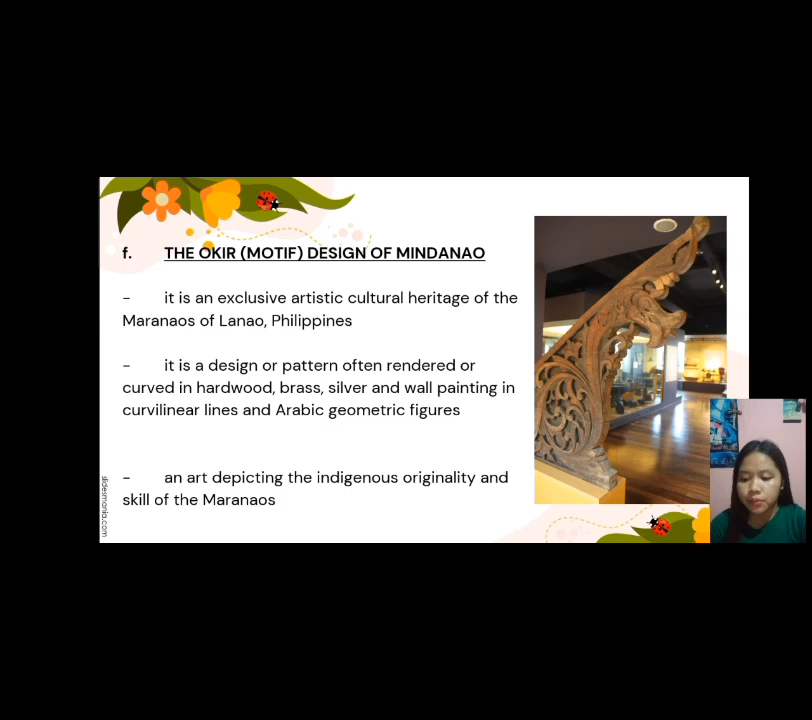 f. THE OKIR (MOTIF) DESIGN OF MINDANAO
- it is an exclusive artistic cultural heritage of the
Maranaos of Lanao, Philippines
- it is a design or pattern often rendered or
curved in hardwood, brass, silver and wall painting in
curvilinear lines and Arabic geometric figures
- an art depicting the indigenous originality and
skill of the Maranaos
slidesmania.com